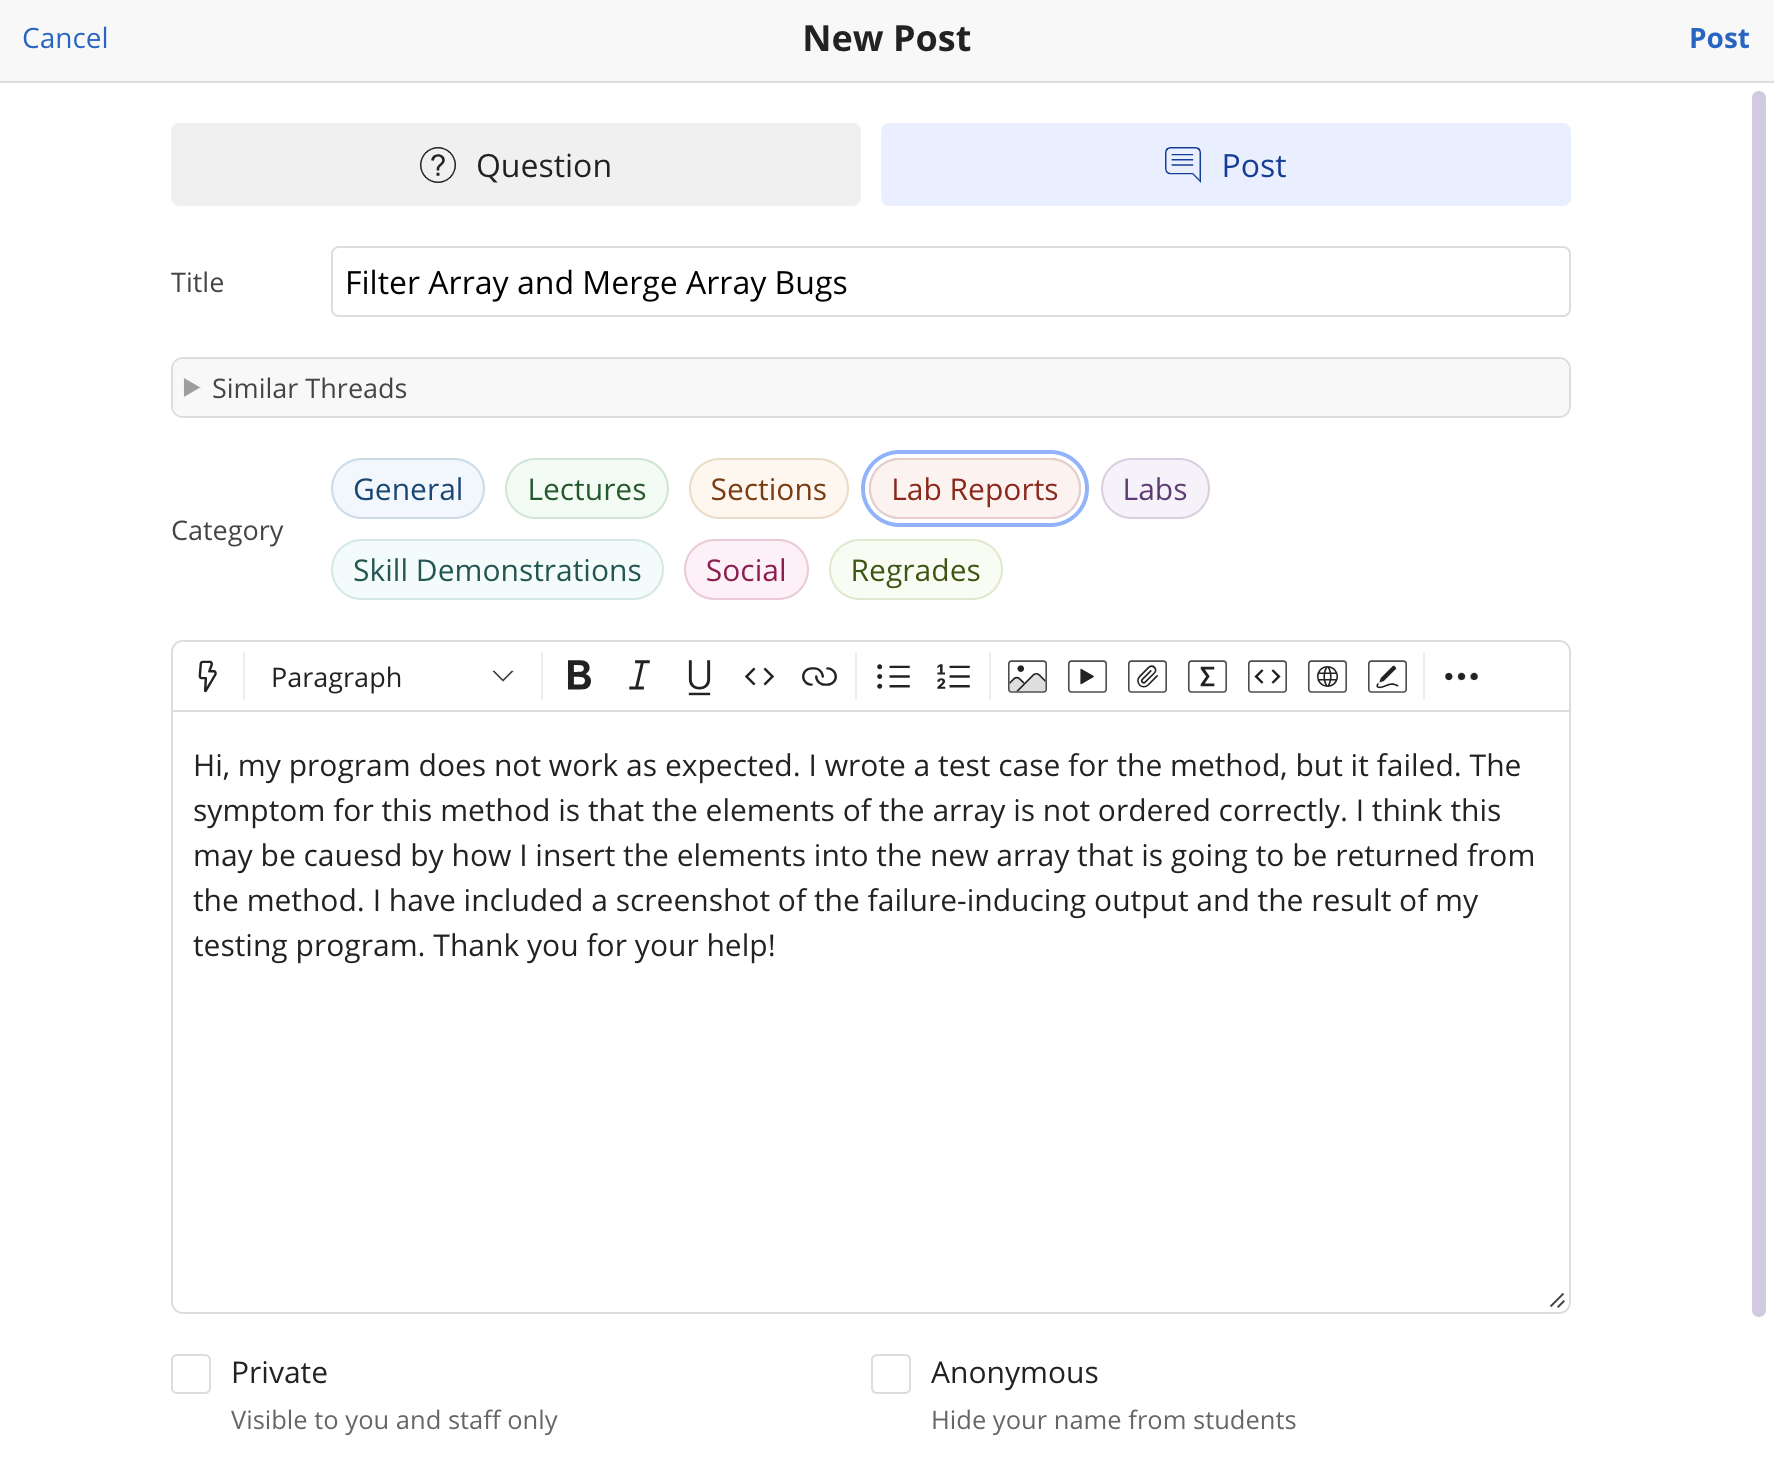 Cancel
New Post
Post
Question
Post
Title
Filter Array and Merge Array Bugs
Similar Threads
Category
General
Lectures
Sections
Lab Reports
Labs
Skill Demonstrations
Social
Regrades
Paragraph
Hi, my program does not work as expected. I wrote a test case for the method, but it failed. The
symptom for this method is that the elements of the array is not ordered correctly. I think this
may be cauesd by how I insert the elements into the new array that is going to be returned from
the method. I have included a screenshot of the failure-inducing output and the result of my
testing program. Thank you for your help!
Private
Visible to you and staff only
Anonymous
Hide your name from students